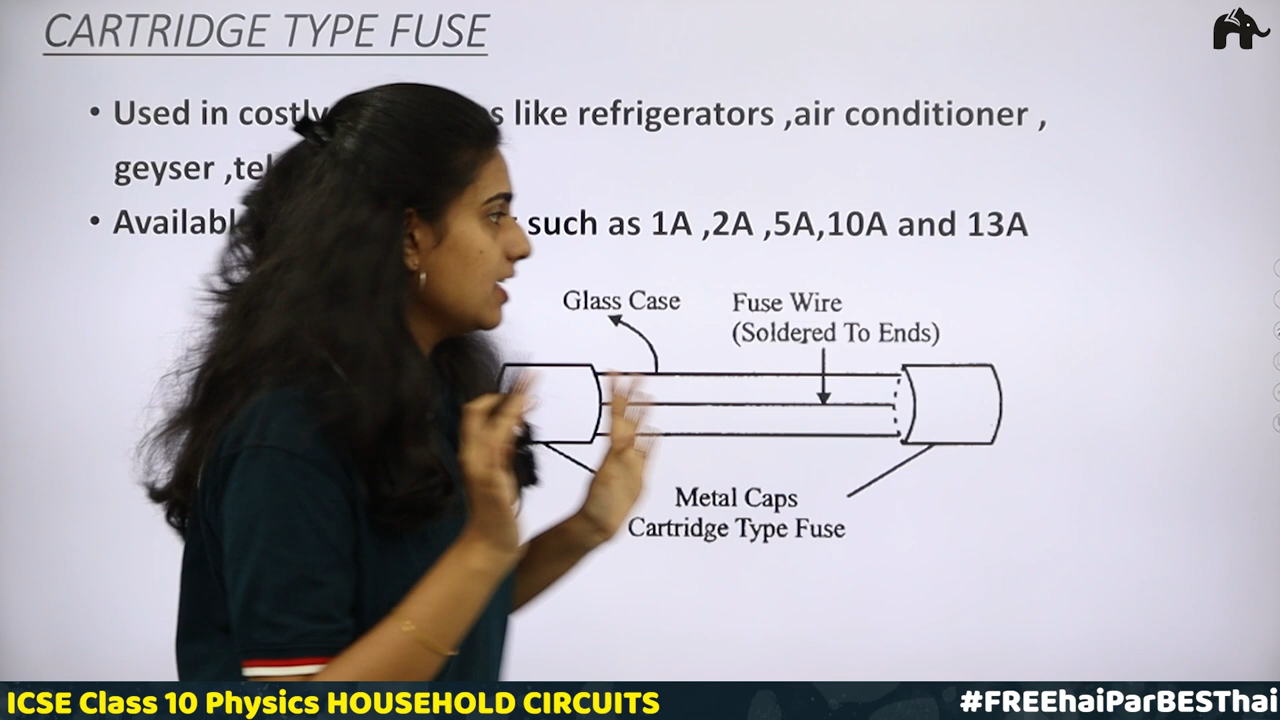 CARTRIDGE TYPE FUSE
• Used in costly s like refrigerators ,air conditioner ,
geyser ,tel
• Availabl such as 1A ,2A ,5A,10A and 13A
Glass Case
Fuse Wire
(Soldered To Ends)
Metal Caps
Cartridge Type Fuse
ICSE Class 10 Physics HOUSEHOLD CIRCUITS
#FREEhaiParBESThai